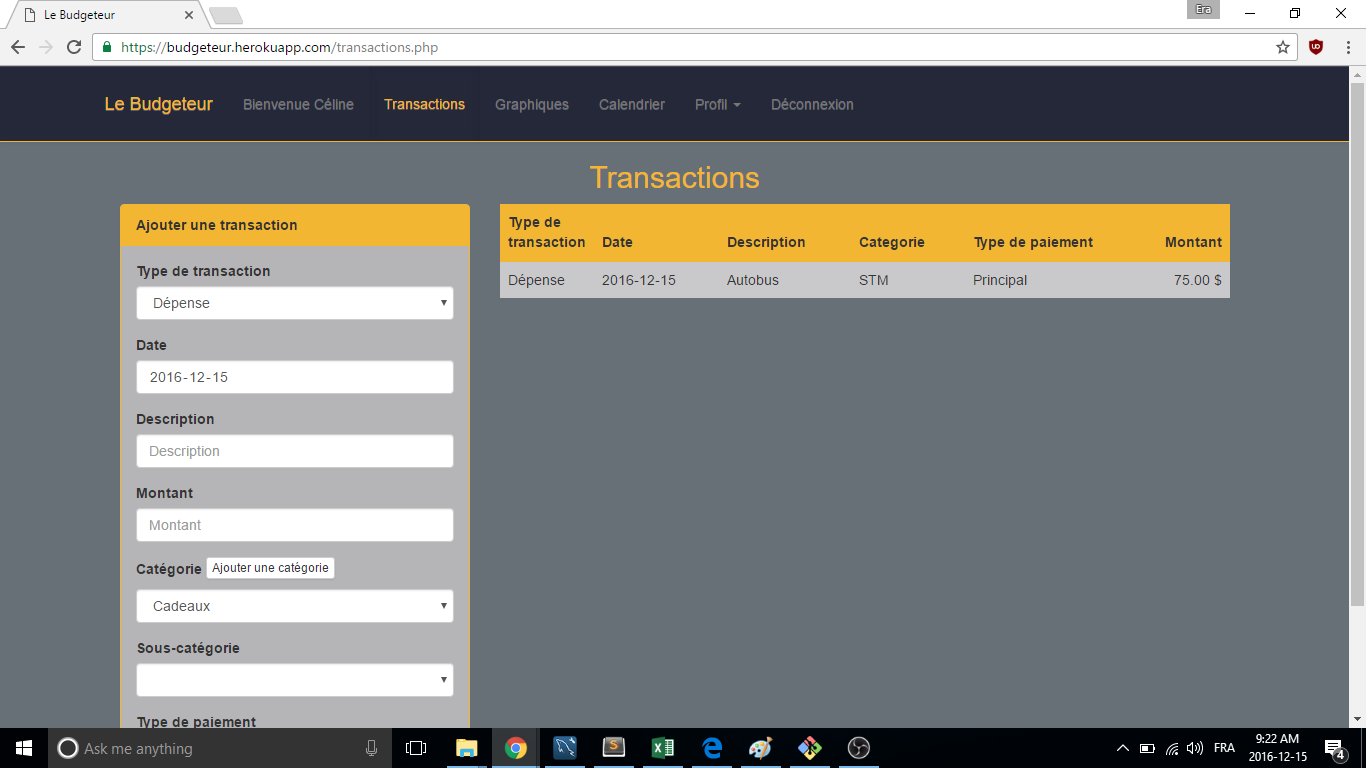 Le Budgeteur
Era
https://budgeteur.herokuapp.com/transactions.php
Le Budgeteur Bienvenue Céline Transactions Graphiques Calendrier Profil Déconnexion
Transactions
Ajouter une transaction
Type de transaction
Dépense
Date
2016-12-15
Description
Description
Montant
Montant
Catégorie Ajouter une catégorie
Cadeaux
Sous-catégorie
Type de paiement
Type de
transaction Date Description Categorie Type de paiement Montant
Dépense 2016-12-15 Autobus STM Principal 75.00 $
Ask me anything
FRA
9:22 AM
2016-12-15
4